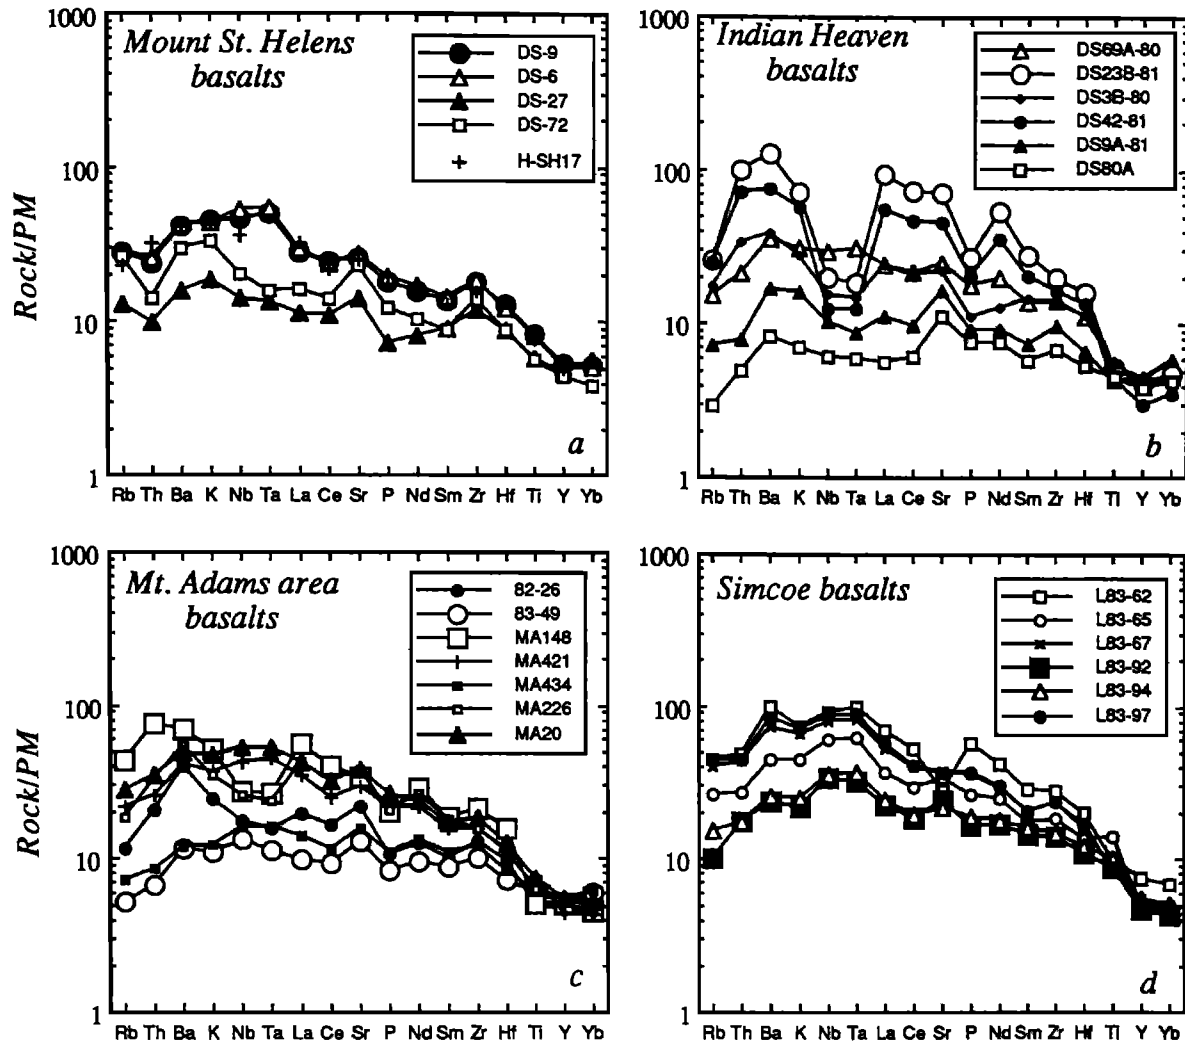 1000
100
10
1
Rock/PM
Mount St. Helens
basalts
DS-9
DS-6
DS-27
DS-72
H-SH17
a
Rb Th Ba K Nb Ta La Ce Sr P Nd Sm Zr Hf Ti Y Yb
1000
100
10
1
Indian Heaven
basalts
DS69A-80
DS23B-81
DS3B-80
DS42-81
DS9A-81
DS80A
b
Rb Th Ba K Nb Ta La Ce Sr P Nd Sm Zr Hf Ti Y Yb
1000
100
10
1
Rock/PM
Mt. Adams area
basalts
82-26
83-49
MA148
MA421
MA434
MA226
MA20
c
Rb Th Ba K Nb Ta La Ce Sr P Nd Sm Zr Hf Ti Y Yb
1000
100
10
1
Simcoe basalts
L83-62
L83-65
L83-67
L83-92
L83-94
L83-97
d
Rb Th Ba K Nb Ta La Ce Sr P Nd Sm Zr Hf Ti Y Yb